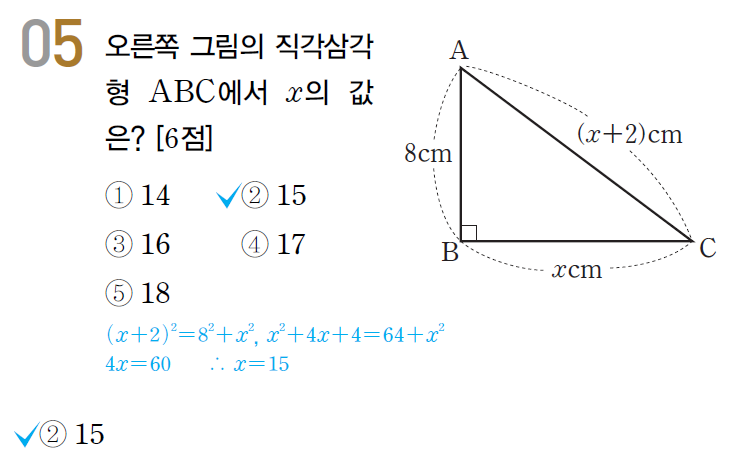 05 오른쪽 그림의 직각삼각
형 ABC에서 x의 값
은? [6점]
① 14 ② 15
③ 16 ④ 17
⑤ 18
(x+2)²=8²+x², x²+4x+4=64+x²
4x=60 ∴ x=15
A
(x+2)cm
8cm
B
C
xcm
② 15